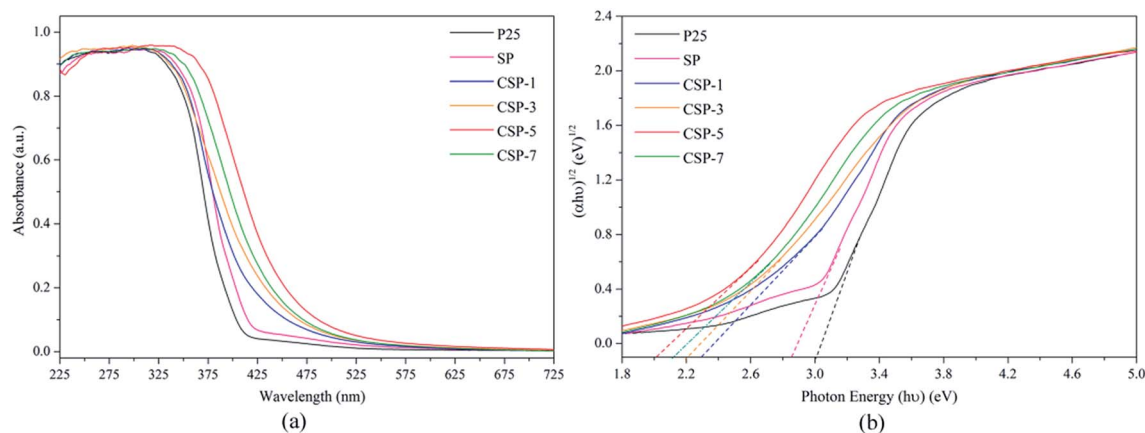 1.0
0.8
0.6
0.4
0.2
0.0
Absorbance (a.u.)
225 275 325 375 425 475 525 575 625 675 725
Wavelength (nm)
P25
SP
CSP-1
CSP-3
CSP-5
CSP-7
(a)
2.4
2.0
1.6
1.2
0.8
0.4
0.0
(αhυ)^1/2 (eV)^1/2
1.8 2.2 2.6 3.0 3.4 3.8 4.2 4.6 5.0
Photon Energy (hυ) (eV)
P25
SP
CSP-1
CSP-3
CSP-5
CSP-7
(b)